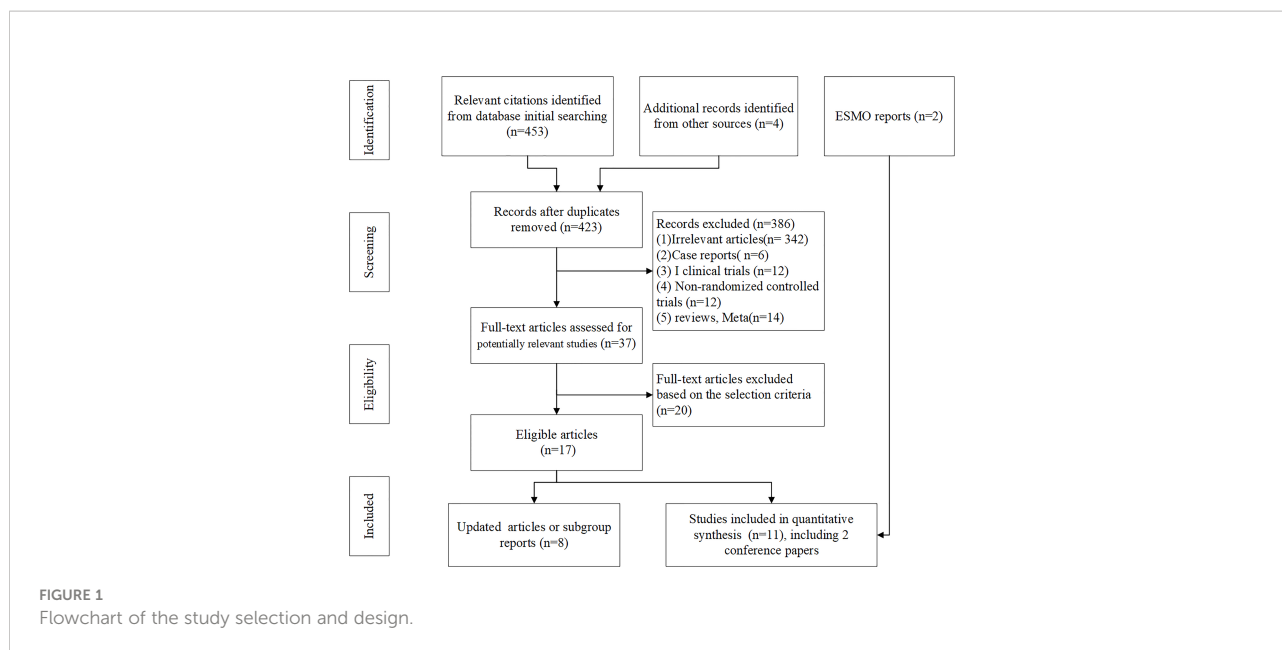 Identification
Relevant citations identified
from database initial searching
(n=453)
Additional records identified
from other sources (n=4)
ESMO reports (n=2)
Screening
Records after duplicates
removed (n=423)
Records excluded (n=386)
(1)Irrelevant articles(n= 342)
(2)Case reports( n=6)
(3) I clinical trials (n=12)
(4) Non-randomized controlled
trials (n=12)
(5) reviews, Meta(n=14)
Full-text articles assessed for
potentially relevant studies (n=37)
Eligibility
Full-text articles excluded
based on the selection criteria
(n=20)
Eligible articles
(n=17)
Included
Updated articles or subgroup
reports (n=8)
Studies included in quantitative
synthesis (n=11), including 2
conference papers
FIGURE 1
Flowchart of the study selection and design.